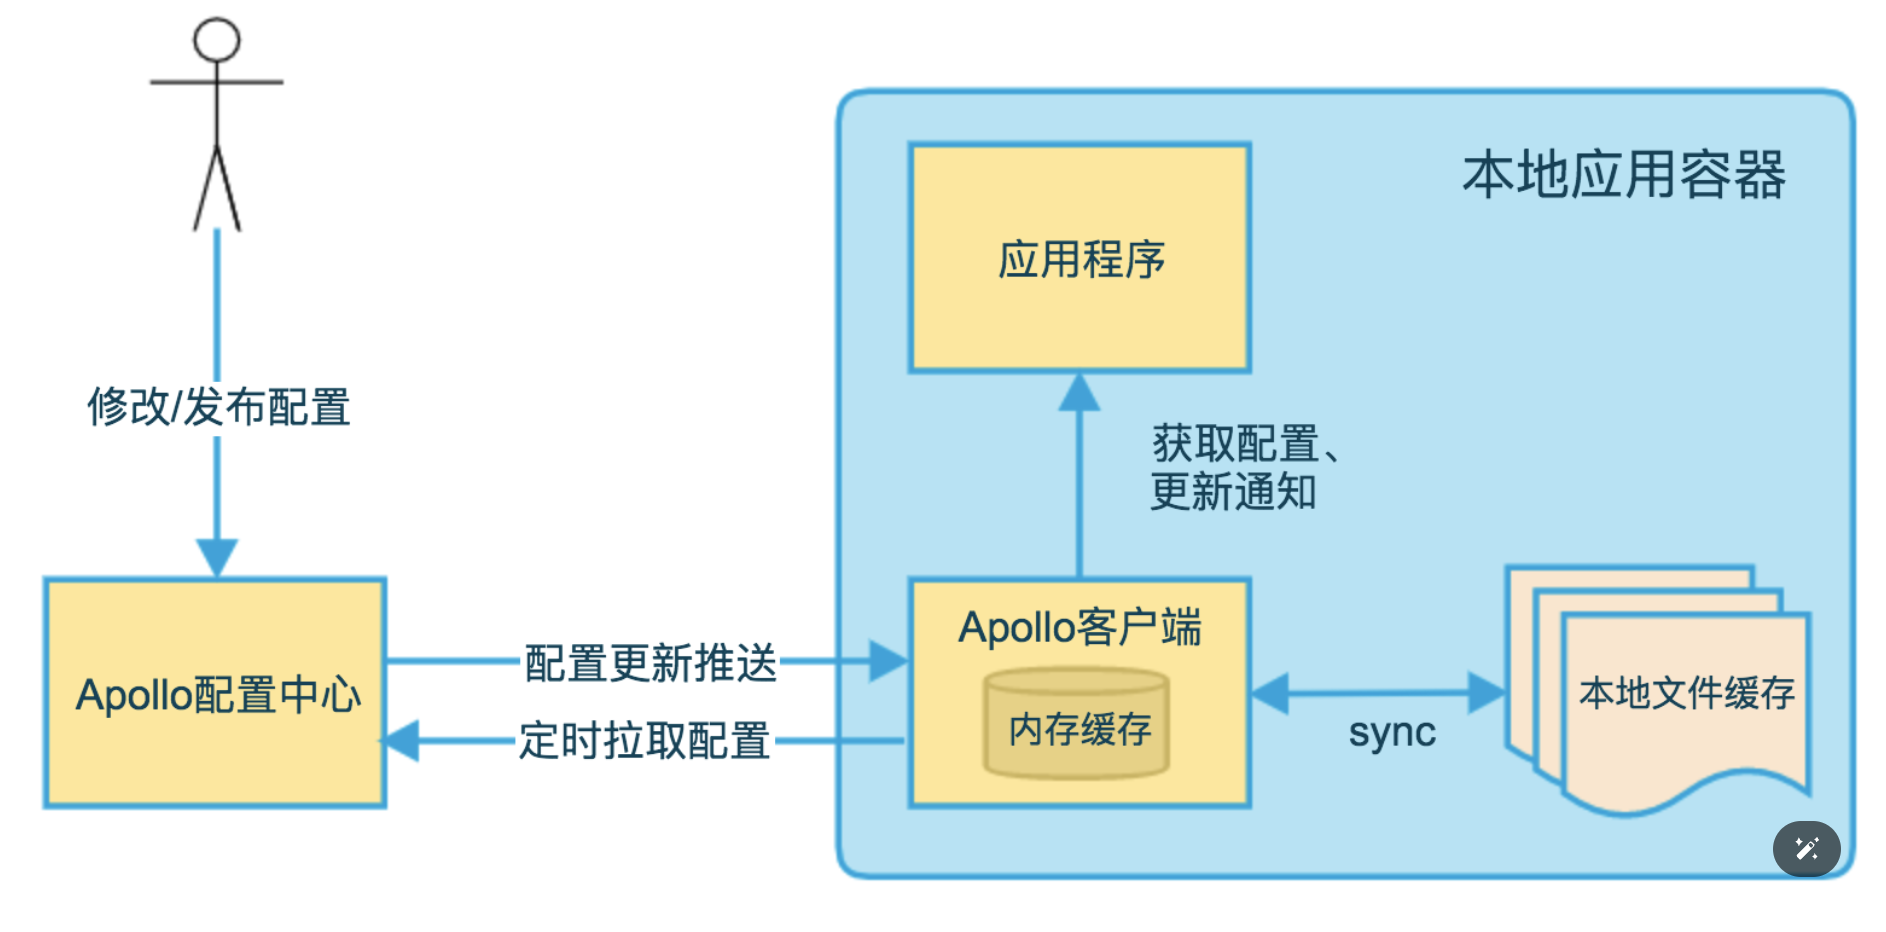 本地应用容器
应用程序
修改/发布配置
获取配置、
更新通知
Apollo客户端
配置更新推送
Apollo配置中心
内存缓存
本地文件缓存
定时拉取配置
sync